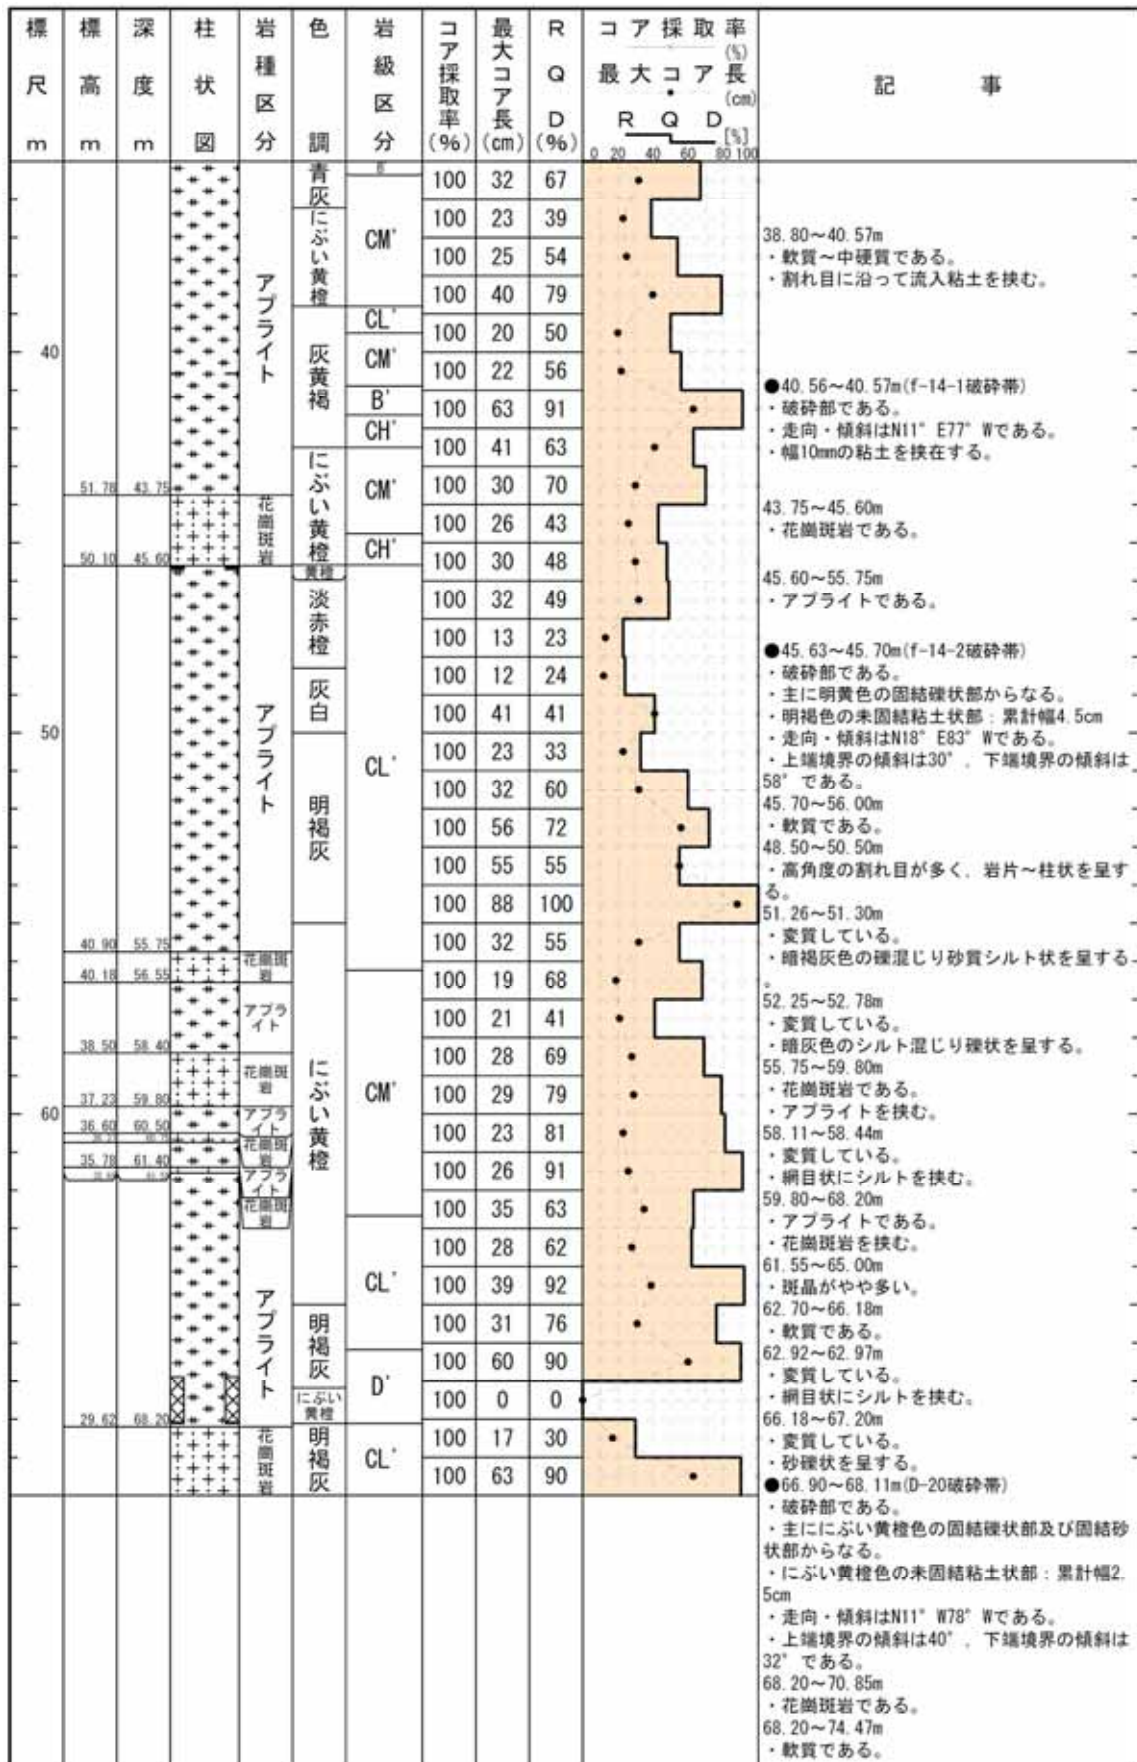 標尺m
標高m
深度m
柱状図
岩種区分
色調
岩級区分
コア採取率(%)
最大コア長(cm)
RQD(%)
コア採取率(%)
最大コア長(cm)
RQD[%]
0 20 40 60 80 100
記事
40
50
60
51.78 43.75
50.10 45.60
40.90 55.75
40.18 56.55
38.50 58.40
37.23 59.80
36.60 60.50
35.78 61.40
29.62 68.20
アプライト
花崗斑岩
アプライト
花崗斑岩
アプライト
花崗斑岩
アプライト
花崗斑岩
アプライト
花崗斑岩
アプライト
花崗斑岩
青灰
にぶい黄橙
灰黄褐
にぶい黄橙
黄橙
淡赤橙
灰白
明褐灰
にぶい黄橙
明褐灰
にぶい黄橙
明褐灰
CM'
CL'
CM'
B'
CH'
CM'
CH'
CL'
CM'
CL'
D'
CL'
100 32 67
100 23 39
100 25 54
100 40 79
100 20 50
100 22 56
100 63 91
100 41 63
100 30 70
100 26 43
100 30 48
100 32 49
100 13 23
100 12 24
100 41 41
100 23 33
100 32 60
100 56 72
100 55 55
100 88 100
100 32 55
100 19 68
100 21 41
100 28 69
100 29 79
100 23 81
100 26 91
100 35 63
100 28 62
100 39 92
100 31 76
100 60 90
100 0 0
100 17 30
100 63 90
38.80～40.57m
・軟質～中硬質である。
・割れ目に沿って流入粘土を挟む。
●40.56～40.57m(f-14-1破砕帯)
・破砕部である。
・走向・傾斜はN11°E77°Wである。
・幅10mmの粘土を挟在する。
43.75～45.60m
・花崗斑岩である。
45.60～55.75m
・アプライトである。
●45.63～45.70m(f-14-2破砕帯)
・破砕部である。
・主に明黄色の固結礫状部からなる。
・明褐色の未固結粘土状部：累計幅4.5cm
・走向・傾斜はN18°E83°Wである。
・上端境界の傾斜は30°，下端境界の傾斜は
58°である。
45.70～56.00m
・軟質である。
48.50～50.50m
・高角度の割れ目が多く，岩片～柱状を呈す
る。
51.26～51.30m
・変質している。
・暗褐灰色の礫混じり砂質シルト状を呈する
。
52.25～52.78m
・変質している。
・暗灰色のシルト混じり礫状を呈する。
55.75～59.80m
・花崗斑岩である。
・アプライトを挟む。
58.11～58.44m
・変質している。
・網目状にシルトを挟む。
59.80～68.20m
・アプライトである。
・花崗斑岩を挟む。
61.55～65.00m
・斑晶がやや多い。
62.70～66.18m
・軟質である。
62.92～62.97m
・変質している。
・網目状にシルトを挟む。
66.18～67.20m
・変質している。
・砂礫状を呈する。
●66.90～68.11m(D-20破砕帯)
・破砕部である。
・主ににぶい黄橙色の固結礫状部及び固結砂
状部からなる。
・にぶい黄橙色の未固結粘土状部：累計幅2.
5cm
・走向・傾斜はN11°W78°Wである。
・上端境界の傾斜は40°，下端境界の傾斜は
32°である。
68.20～70.85m
・花崗斑岩である。
68.20～74.47m
・軟質である。